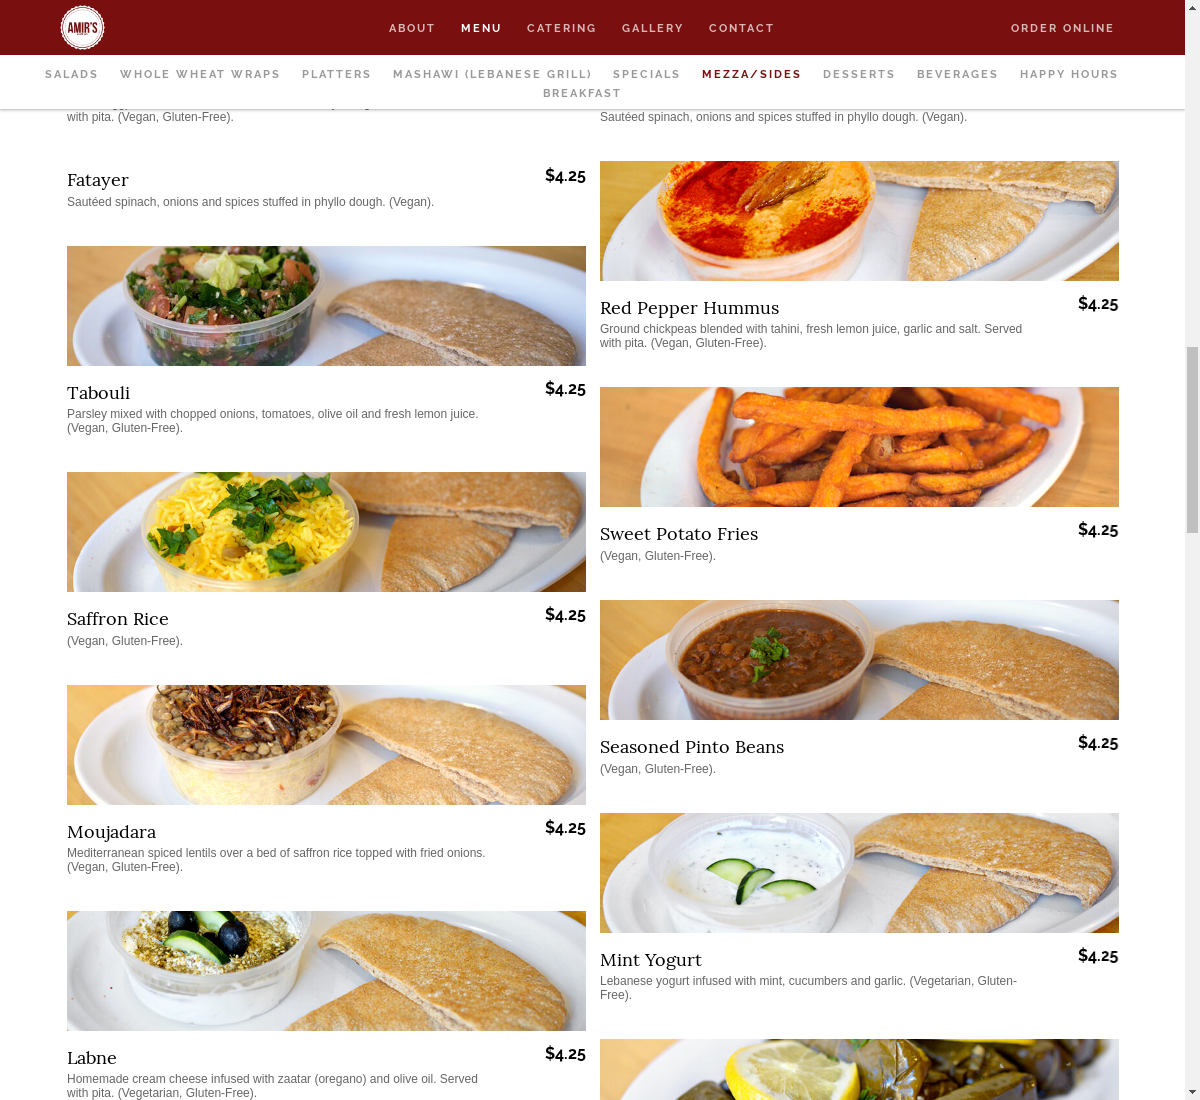 AMIR'S
ABOUT MENU CATERING GALLERY CONTACT ORDER ONLINE
SALADS WHOLE WHEAT WRAPS PLATTERS MASHAWI (LEBANESE GRILL) SPECIALS MEZZA/SIDES DESSERTS BEVERAGES HAPPY HOURS
BREAKFAST
with pita. (Vegan, Gluten-Free).
Fatayer $4.25
Sautéed spinach, onions and spices stuffed in phyllo dough. (Vegan).
Tabouli $4.25
Parsley mixed with chopped onions, tomatoes, olive oil and fresh lemon juice.
(Vegan, Gluten-Free).
Saffron Rice $4.25
(Vegan, Gluten-Free).
Moujadara $4.25
Mediterranean spiced lentils over a bed of saffron rice topped with fried onions.
(Vegan, Gluten-Free).
Labne $4.25
Homemade cream cheese infused with zaatar (oregano) and olive oil. Served
with pita. (Vegetarian, Gluten-Free).
Sautéed spinach, onions and spices stuffed in phyllo dough. (Vegan).
Red Pepper Hummus $4.25
Ground chickpeas blended with tahini, fresh lemon juice, garlic and salt. Served
with pita. (Vegan, Gluten-Free).
Sweet Potato Fries $4.25
(Vegan, Gluten-Free).
Seasoned Pinto Beans $4.25
(Vegan, Gluten-Free).
Mint Yogurt $4.25
Lebanese yogurt infused with mint, cucumbers and garlic. (Vegetarian, Gluten-
Free).